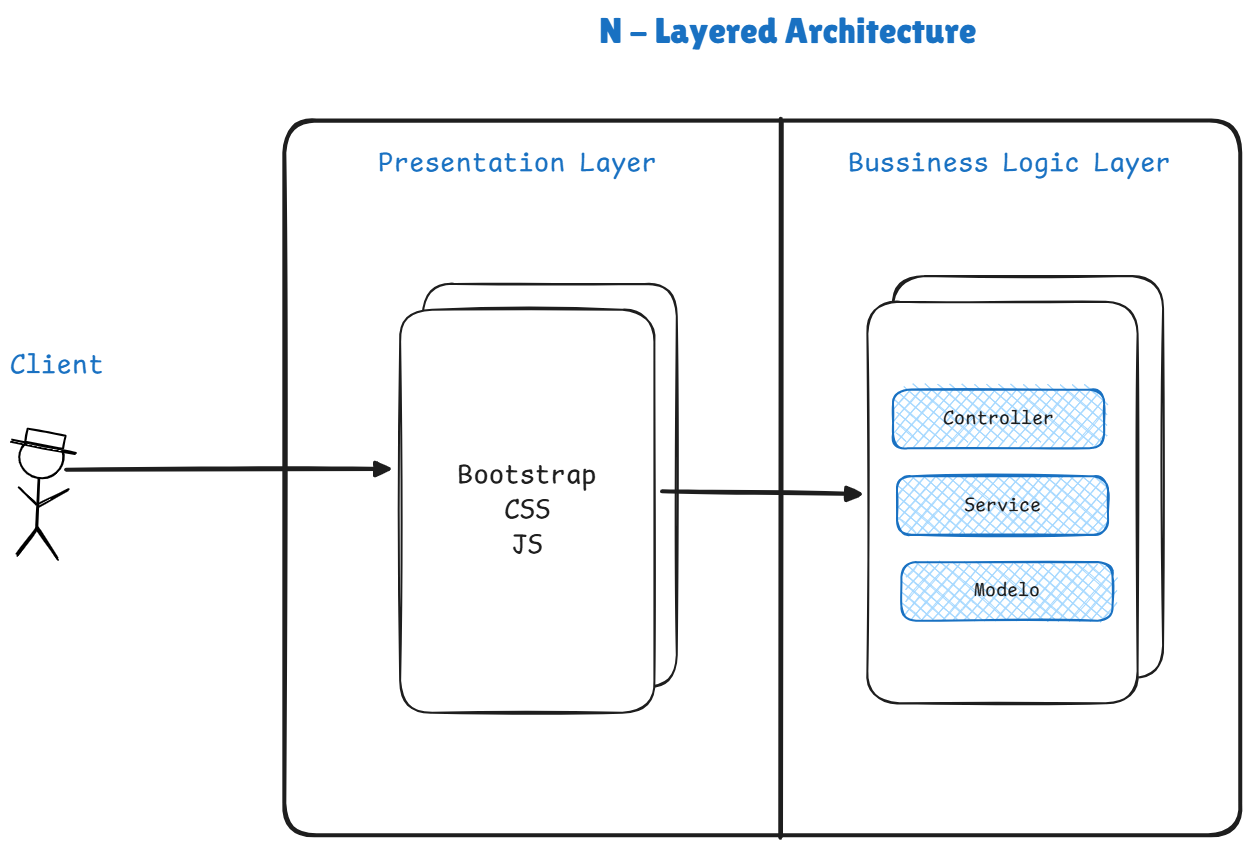 N – Layered Architecture
Presentation Layer
Bussiness Logic Layer
Client
Bootstrap
CSS
JS
Controller
Service
Modelo